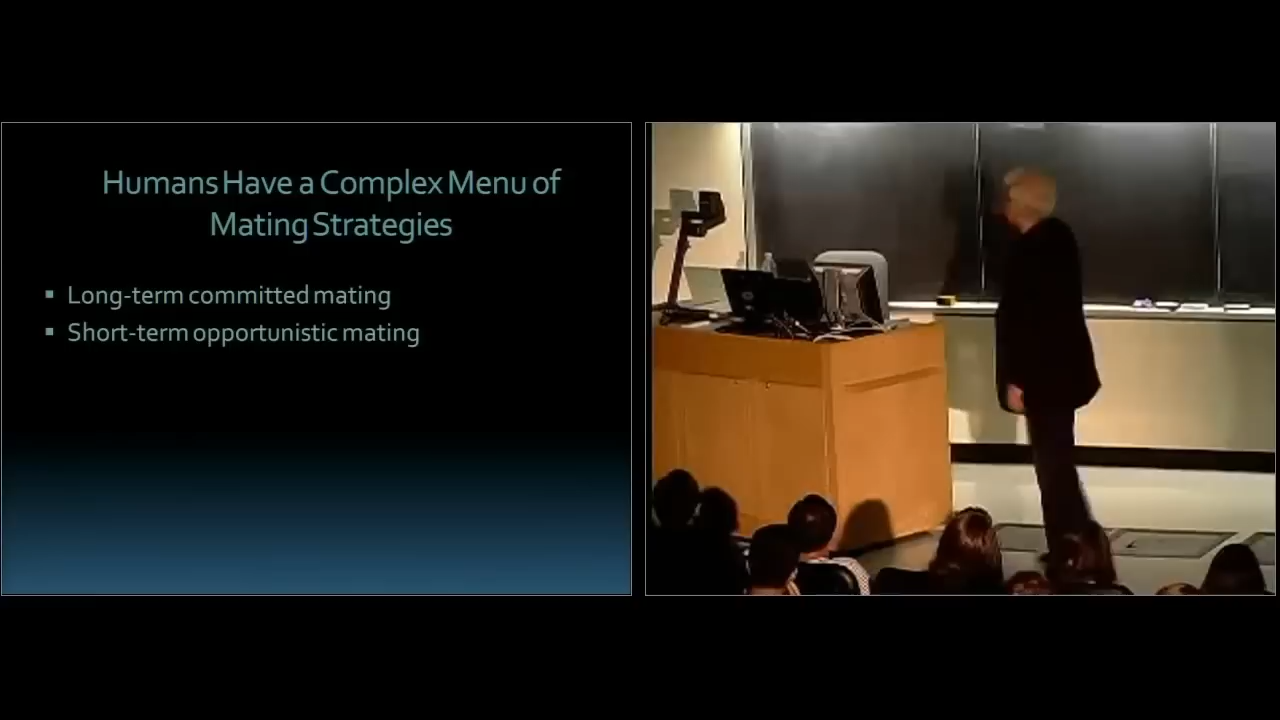 Humans Have a Complex Menu of
Mating Strategies
▪ Long-term committed mating
▪ Short-term opportunistic mating